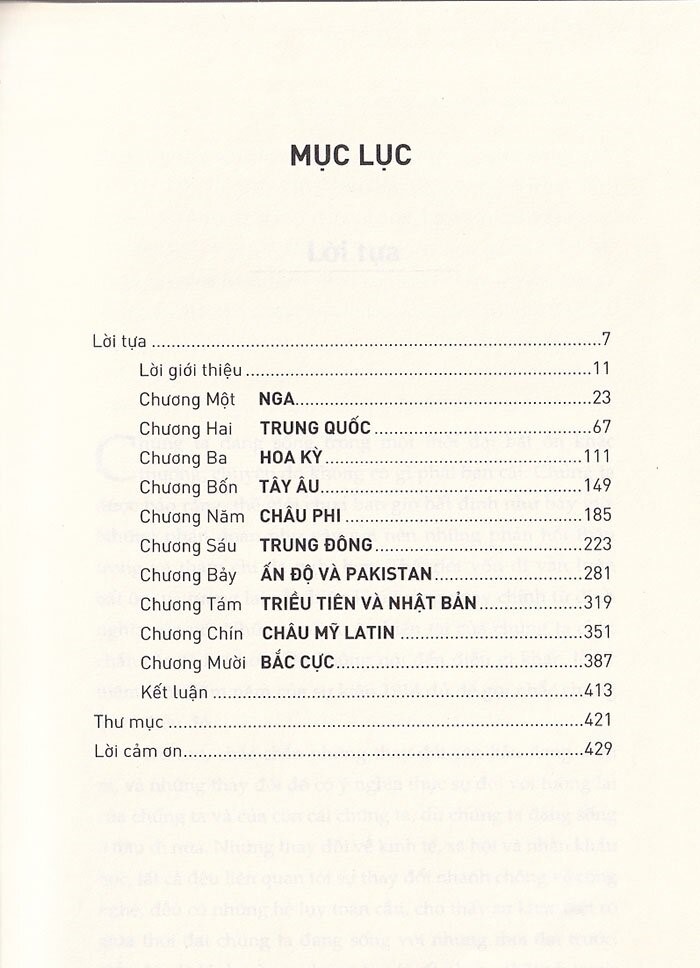 MỤC LỤC
Lời tựa ........................................................................7
Lời giới thiệu ........................................................11
Chương Một NGA...................................................23
Chương Hai TRUNG QUỐC ...................................67
Chương Ba HOA KỲ ............................................111
Chương Bốn TÂY ÂU ............................................149
Chương Năm CHÂU PHI .......................................185
Chương Sáu TRUNG ĐÔNG ..................................223
Chương Bảy ẤN ĐỘ VÀ PAKISTAN ........................281
Chương Tám TRIỀU TIÊN VÀ NHẬT BẢN................319
Chương Chín CHÂU MỸ LATIN .............................351
Chương Mười BẮC CỰC........................................387
Kết luận ............................................................413
Thư mục ..................................................................421
Lời cảm ơn...............................................................429